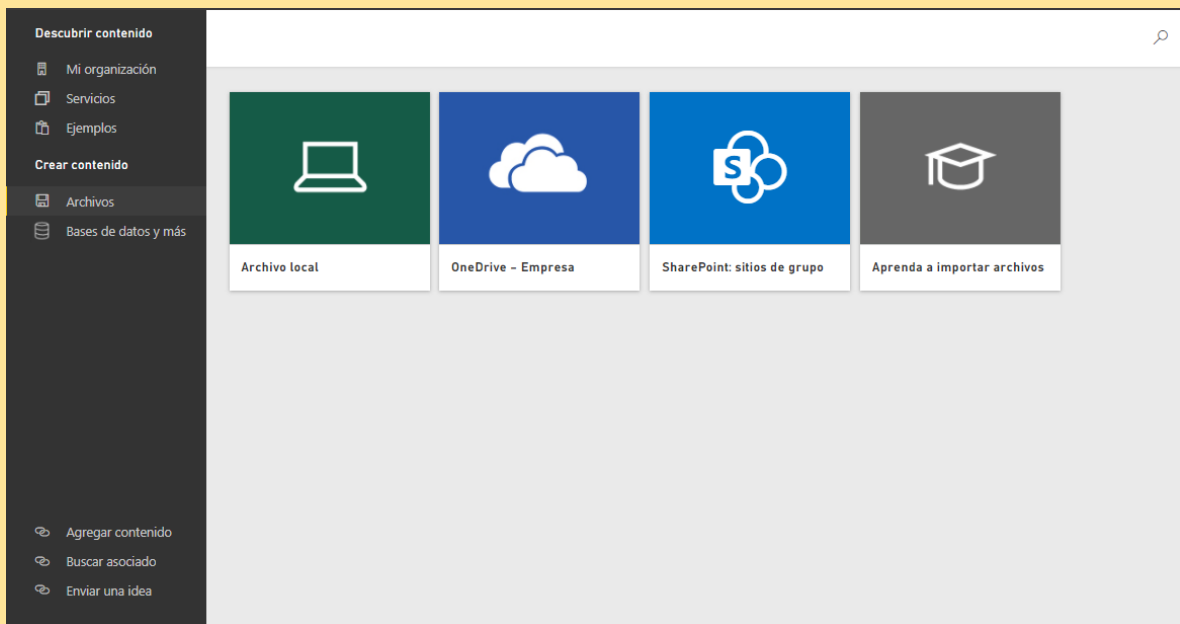 Descubrir contenido
Mi organización
Servicios
Ejemplos
Crear contenido
Archivos
Bases de datos y más
Agregar contenido
Buscar asociado
Enviar una idea
S
Archivo local
OneDrive – Empresa
SharePoint: sitios de grupo
Aprenda a importar archivos